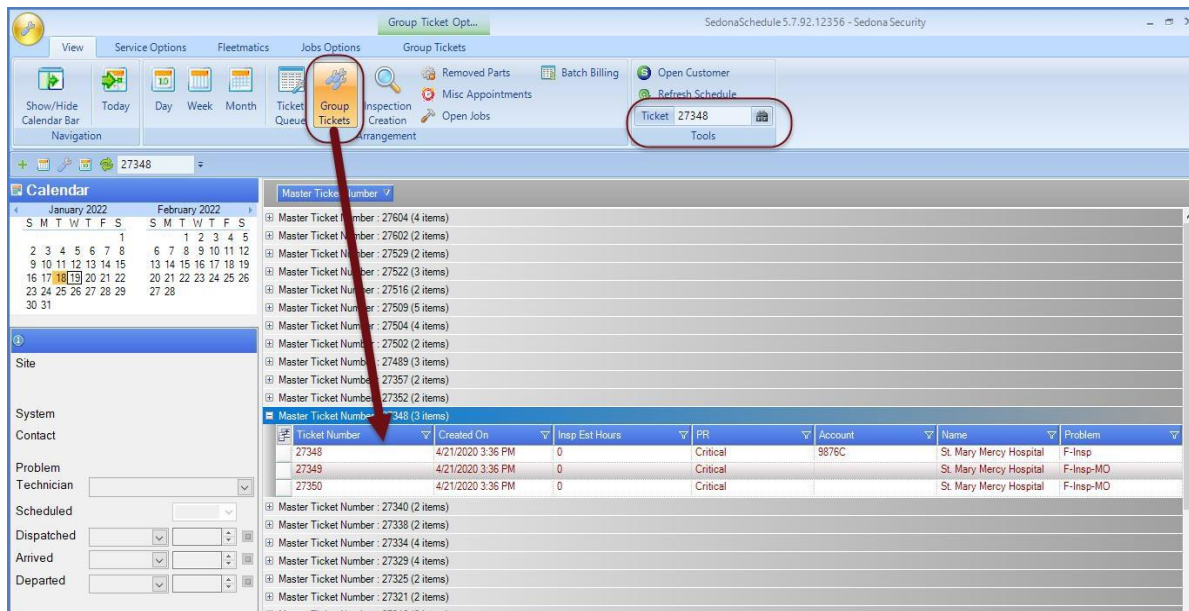 Group Ticket Opt... SedonaSchedule 5.7.92.12356 - Sedona Security
View Service Options Fleetmatics Jobs Options Group Tickets
Show/Hide Calendar Bar
Today
Navigation
Day Week Month
Ticket Queue
Group Tickets
Inspection Creation
Removed Parts
Misc Appointments
Open Jobs
Batch Billing
Arrangement
Open Customer
Refresh Schedule
Ticket 27348
Tools
27348
Calendar
January 2022 February 2022
S M T W T F S S M T W T F S
1 1 2 3 4 5
2 3 4 5 6 7 8 6 7 8 9 10 11 12
9 10 11 12 13 14 15 13 14 15 16 17 18 19
16 17 18 19 20 21 22 20 21 22 23 24 25 26
23 24 25 26 27 28 29 27 28
30 31
Site
System
Contact
Problem
Technician
Scheduled
Dispatched
Arrived
Departed
Master Ticket Number
Master Ticket Number : 27604 (4 items)
Master Ticket Number : 27602 (2 items)
Master Ticket Number : 27529 (2 items)
Master Ticket Number : 27522 (3 items)
Master Ticket Number : 27516 (2 items)
Master Ticket Number : 27509 (5 items)
Master Ticket Number : 27504 (4 items)
Master Ticket Number : 27502 (2 items)
Master Ticket Number : 27489 (3 items)
Master Ticket Number : 27357 (2 items)
Master Ticket Number : 27352 (2 items)
Master Ticket Number : 27348 (3 items)
Ticket Number Created On Insp Est Hours PR Account Name Problem
27348 4/21/2020 3:36 PM 0 Critical 9876C St. Mary Mercy Hospital F-Insp
27349 4/21/2020 3:36 PM 0 Critical St. Mary Mercy Hospital F-Insp-MO
27350 4/21/2020 3:36 PM 0 Critical St. Mary Mercy Hospital F-Insp-MO
Master Ticket Number : 27340 (2 items)
Master Ticket Number : 27338 (2 items)
Master Ticket Number : 27334 (4 items)
Master Ticket Number : 27329 (4 items)
Master Ticket Number : 27325 (2 items)
Master Ticket Number : 27321 (2 items)